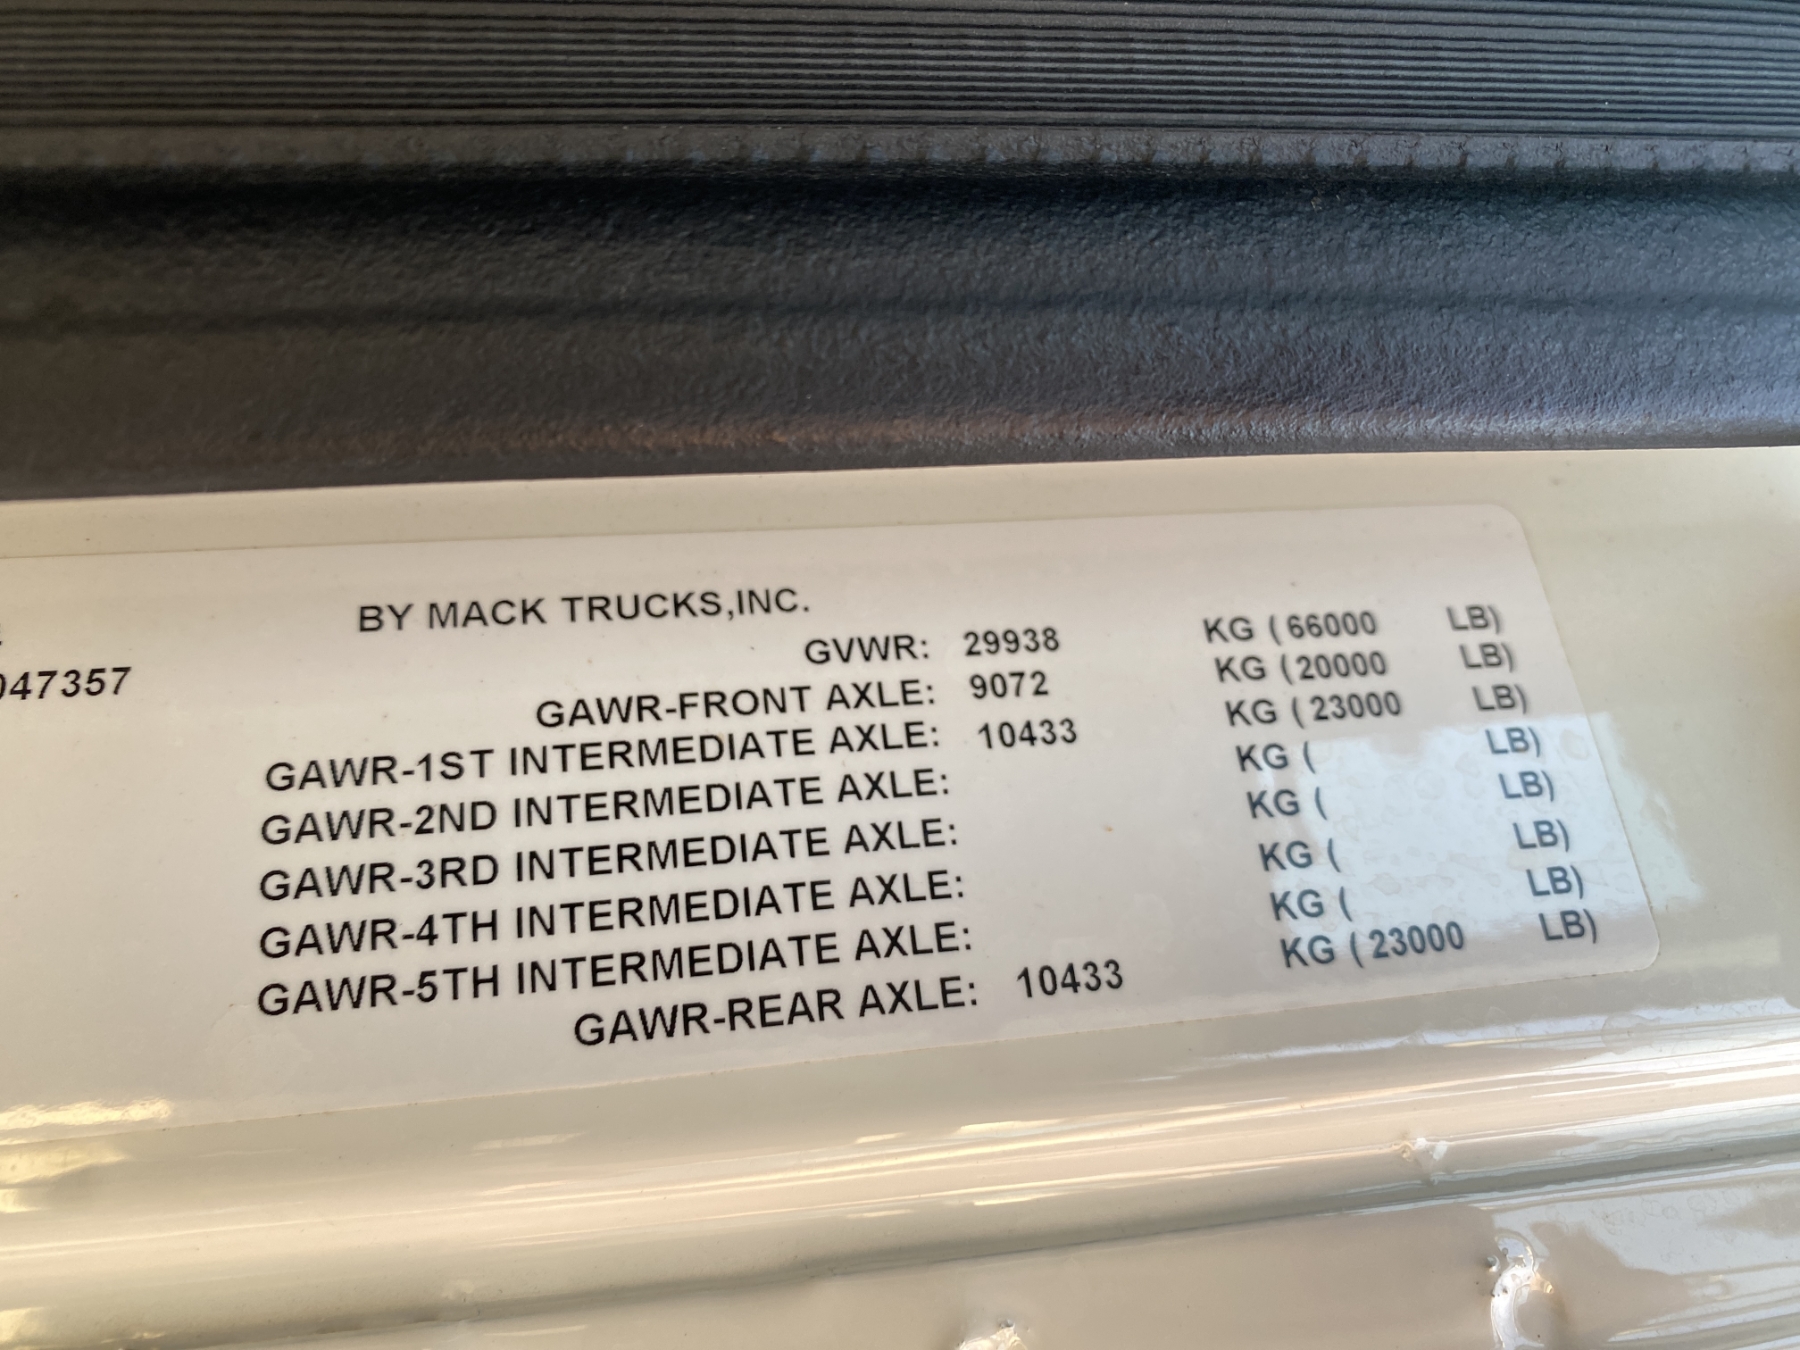 BY MACK TRUCKS,INC.
047357
GVWR: 29938 KG (66000 LB)
GAWR-FRONT AXLE: 9072 KG (20000 LB)
GAWR-1ST INTERMEDIATE AXLE: 10433 KG (23000 LB)
GAWR-2ND INTERMEDIATE AXLE: KG ( LB)
GAWR-3RD INTERMEDIATE AXLE: KG ( LB)
GAWR-4TH INTERMEDIATE AXLE: KG ( LB)
GAWR-5TH INTERMEDIATE AXLE: KG ( LB)
GAWR-REAR AXLE: 10433 KG (23000 LB)